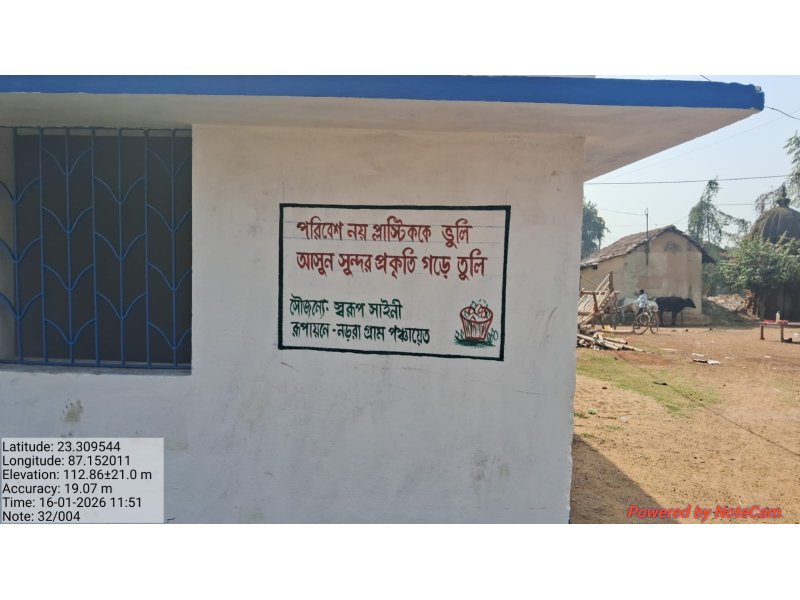 পরিবেশ নয় প্লাস্টিককে ভুলি
আসুন সুন্দর প্রকৃতি গড়ে তুলি
সৌজন্যে- স্বরূপ সাইনী
রূপায়নে - নড়রা গ্রাম পঞ্চায়েত
Latitude: 23.309544
Longitude: 87.152011
Elevation: 112.86±21.0 m
Accuracy: 19.07 m
Time: 16-01-2026 11:51
Note: 32/004
Powered by NoteCam